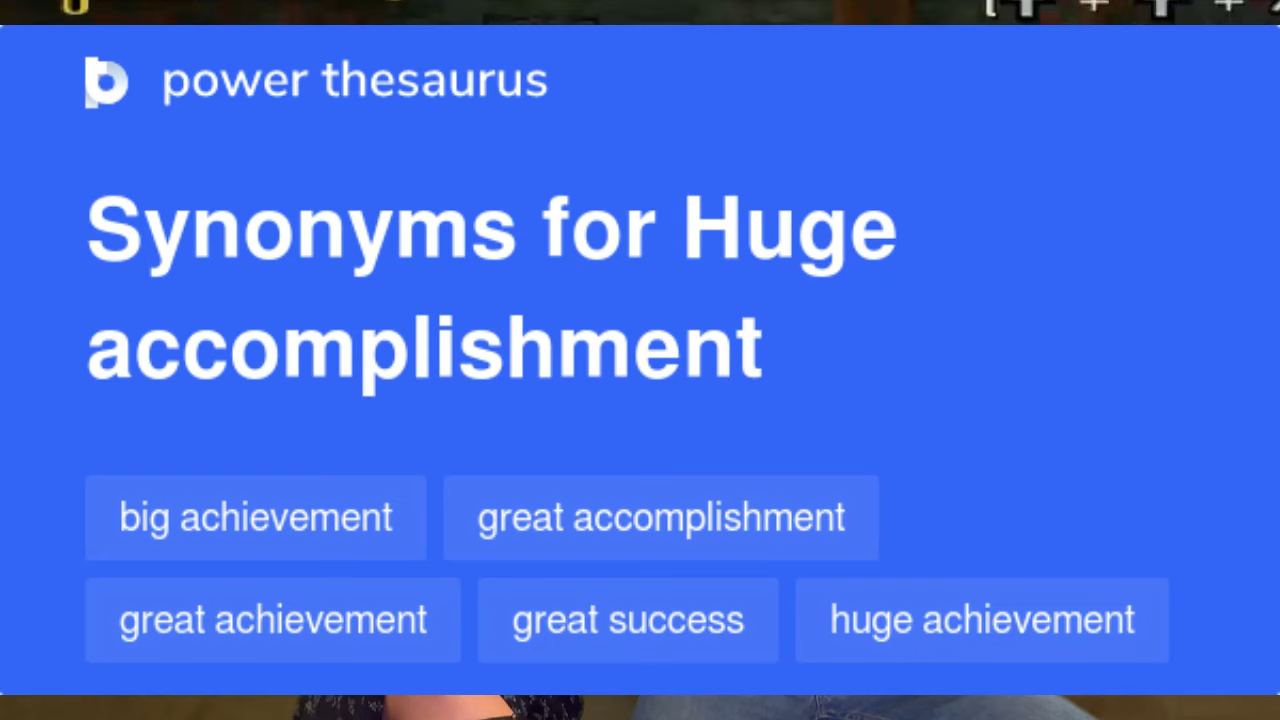 power thesaurus
Synonyms for Huge
accomplishment
big achievement great accomplishment
great achievement great success huge achievement